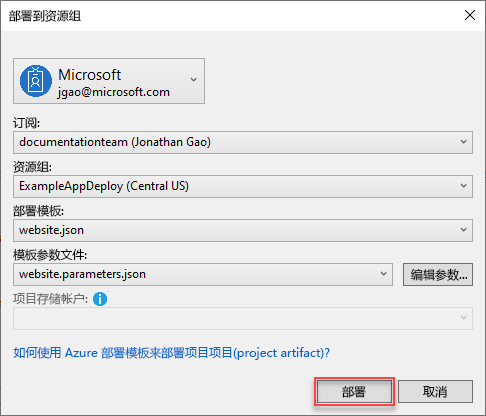 部署到资源组
Microsoft
jgao@microsoft.com
订阅:
documentationteam (Jonathan Gao)
资源组:
ExampleAppDeploy (Central US)
部署模板:
website.json
模板参数文件:
website.parameters.json
编辑参数...
项目存储帐户:
如何使用 Azure 部署模板来部署项目项目(project artifact)?
部署
取消